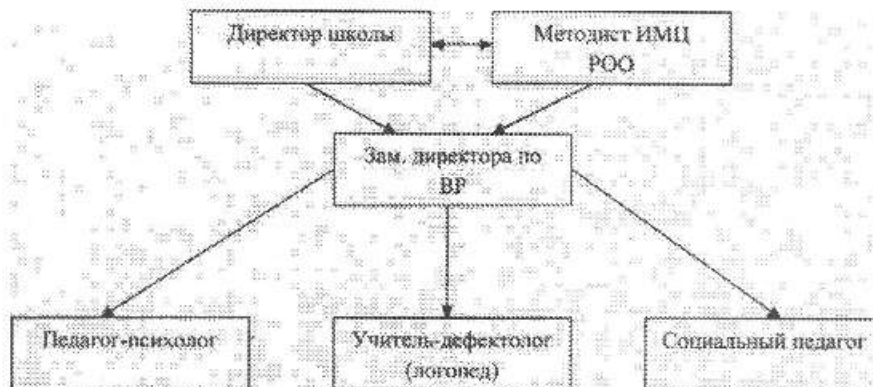 Директор школы
Методист ИМЦ
РОО
Зам. директора по
ВР
Педагог-психолог
Учитель-дефектолог
(логопед)
Социальный педагог